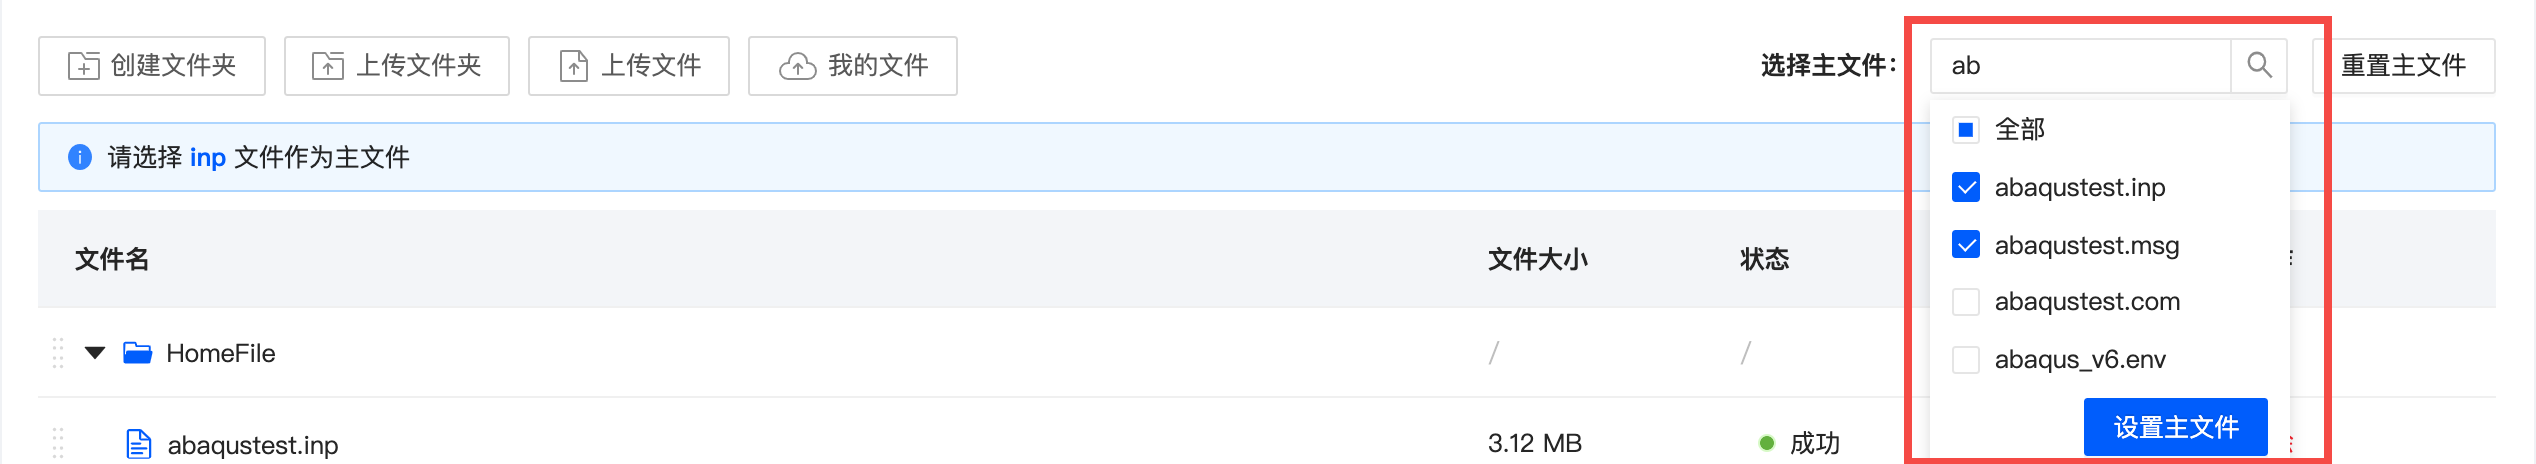 创建文件夹 上传文件夹 上传文件 我的文件 选择主文件： ab 重置主文件
全部
请选择 inp 文件作为主文件
abaqustest.inp
abaqustest.msg
abaqustest.com
abaqus_v6.env
设置主文件
文件名 文件大小 状态
HomeFile / /
abaqustest.inp 3.12 MB 成功